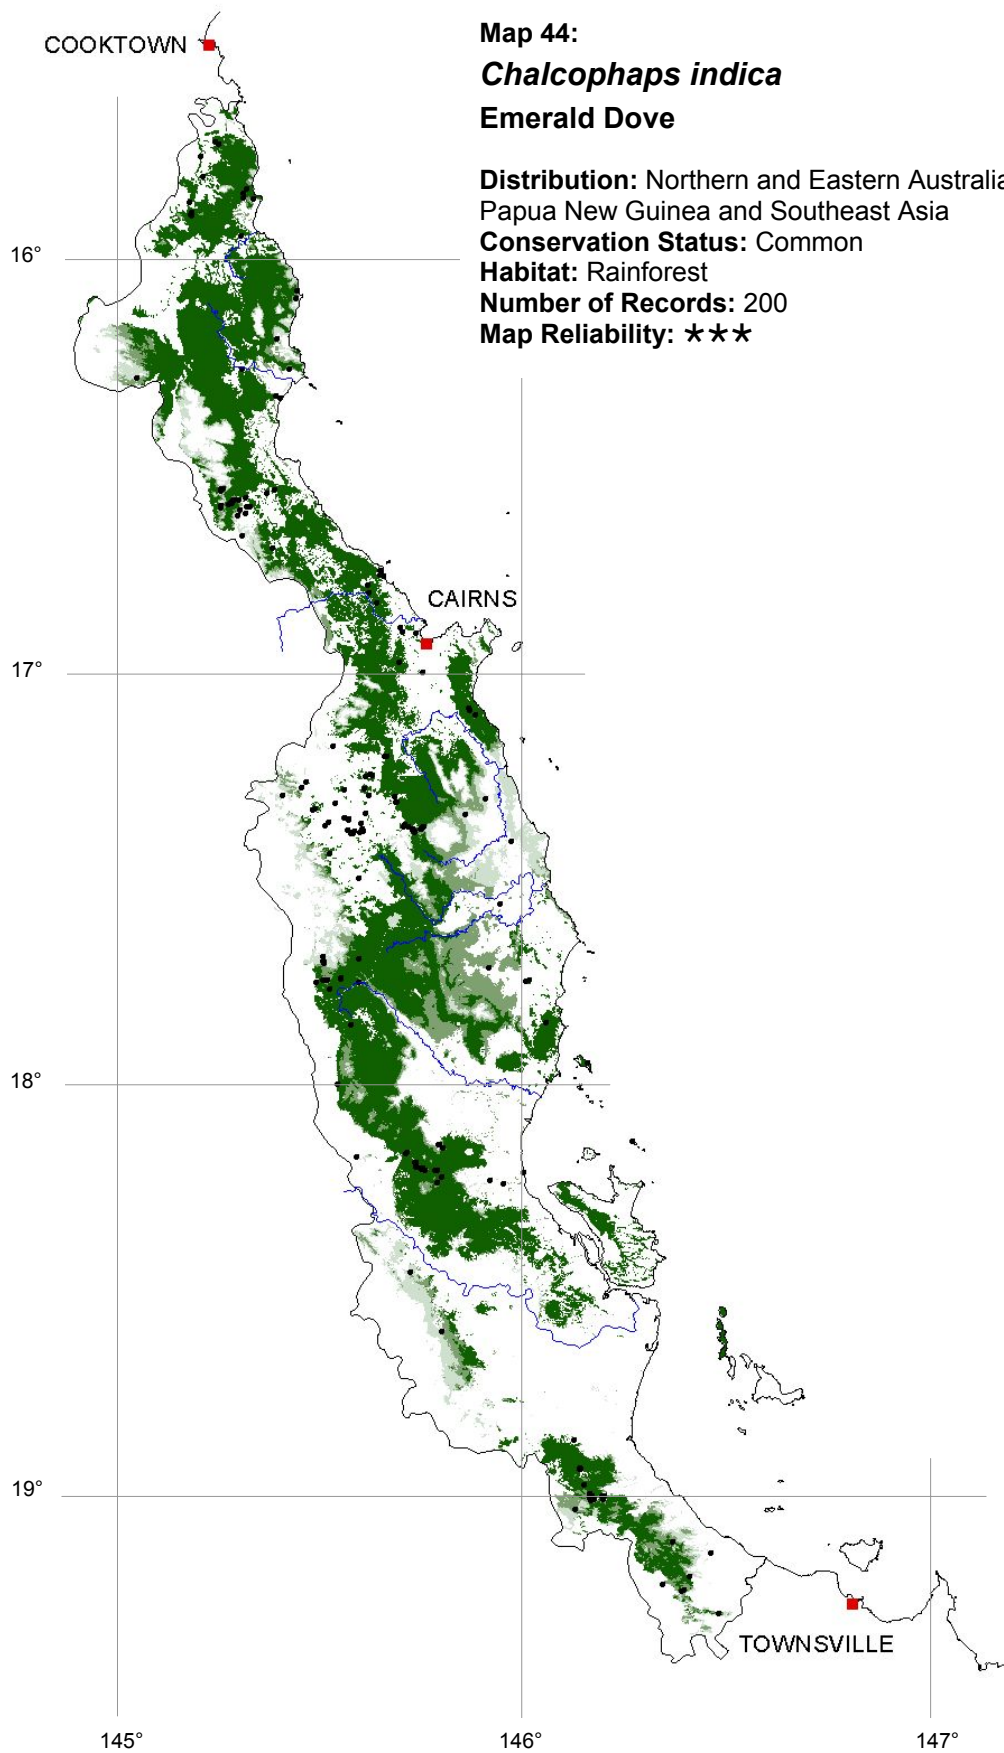 COOKTOWN
Map 44:
Chalcophaps indica
Emerald Dove
Distribution: Northern and Eastern Australia
Papua New Guinea and Southeast Asia
Conservation Status: Common
Habitat: Rainforest
Number of Records: 200
Map Reliability: ★★★
16°
CAIRNS
17°
18°
19°
TOWNSVILLE
145°
146°
147°